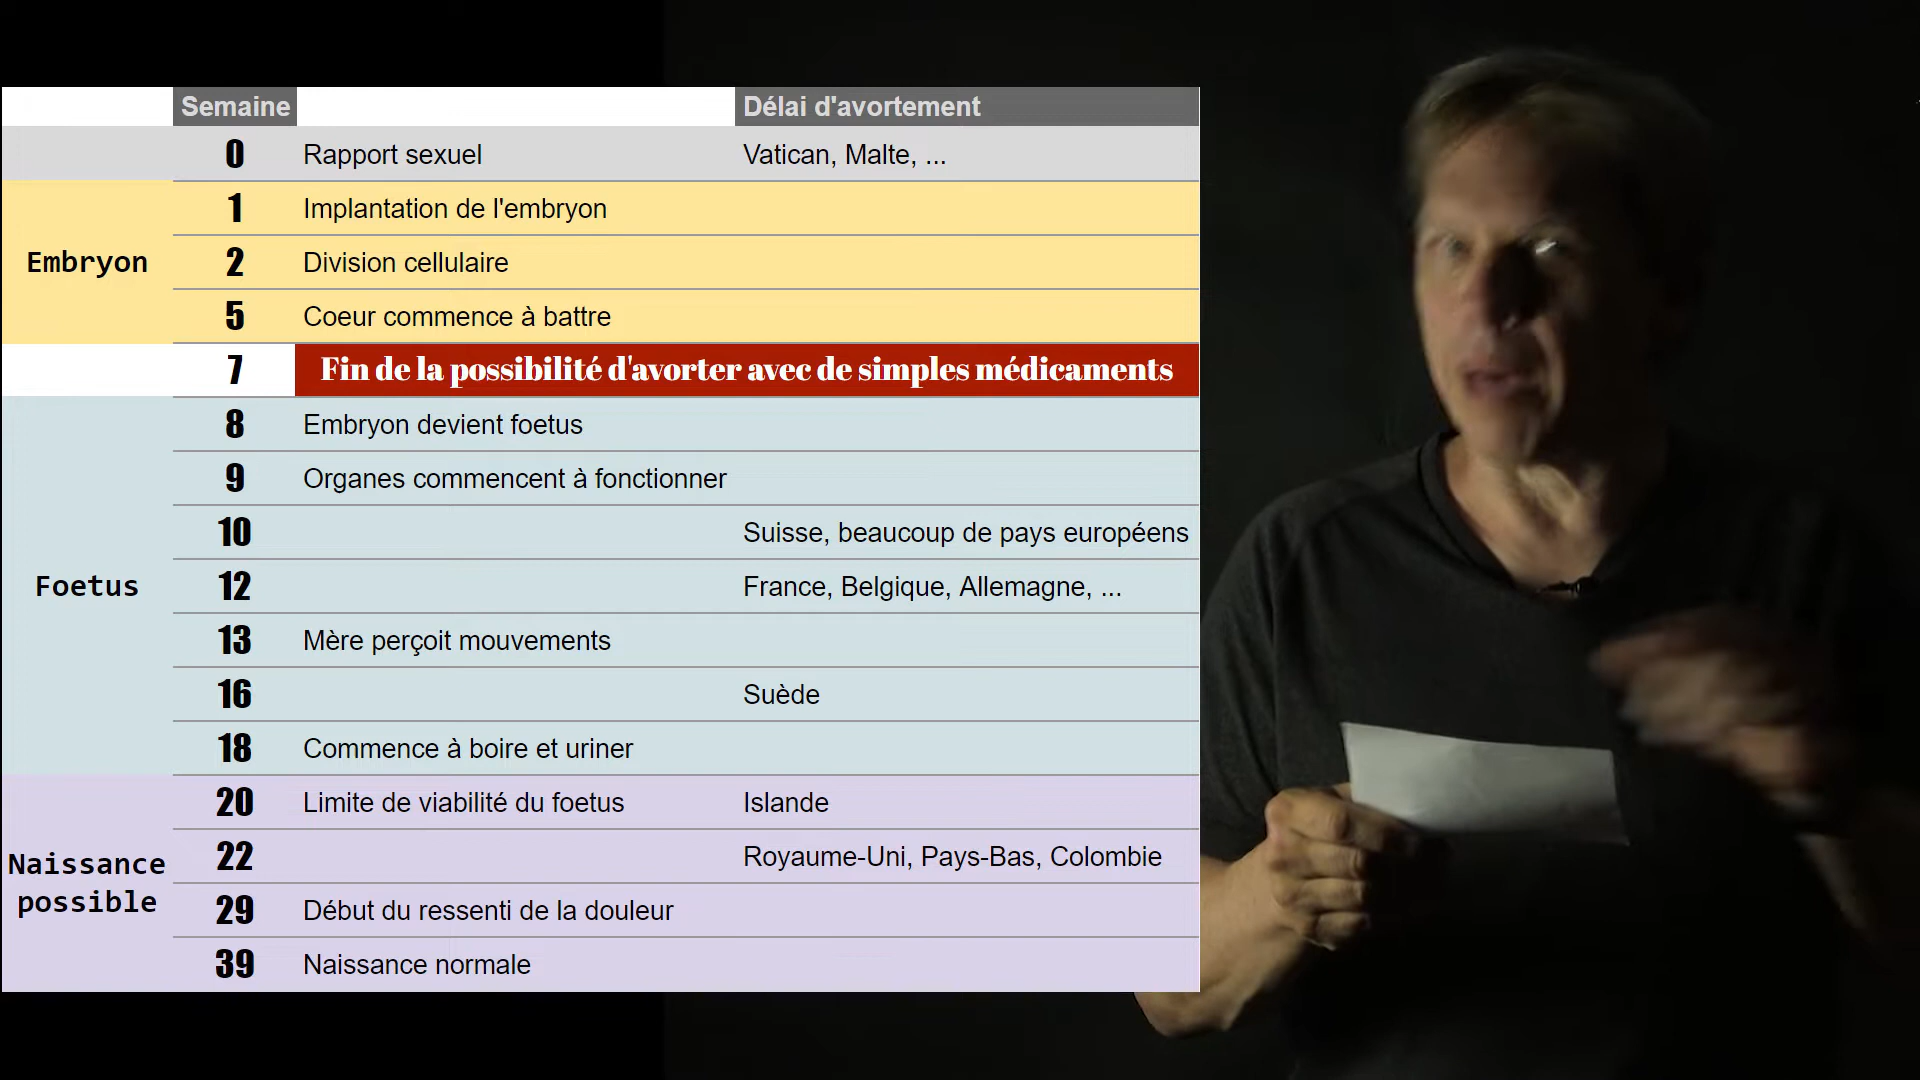 Semaine Délai d'avortement
0 Rapport sexuel Vatican, Malte, ...
1 Implantation de l'embryon
Embryon 2 Division cellulaire
5 Coeur commence à battre
7 Fin de la possibilité d'avorter avec de simples médicaments
8 Embryon devient foetus
9 Organes commencent à fonctionner
10 Suisse, beaucoup de pays européens
Foetus 12 France, Belgique, Allemagne, ...
13 Mère perçoit mouvements
16 Suède
18 Commence à boire et uriner
20 Limite de viabilité du foetus Islande
Naissance
possible
22 Royaume-Uni, Pays-Bas, Colombie
29 Début du ressenti de la douleur
39 Naissance normale